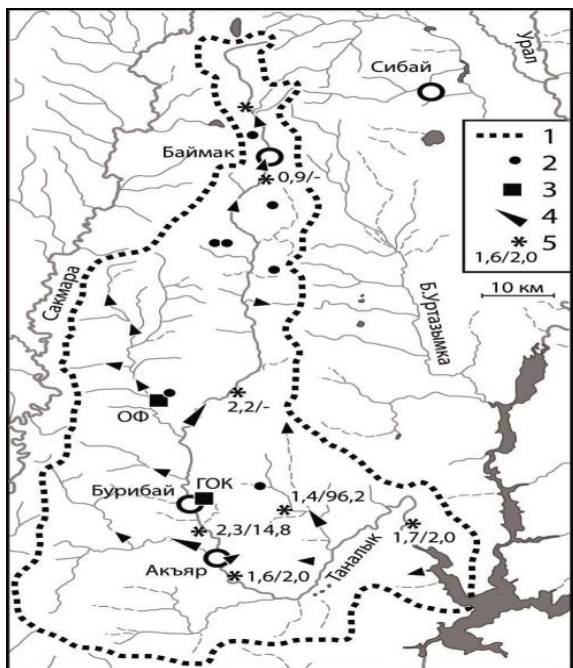 Урал
Сибай
Баймак
0,9/-
1
2
3
4
5
1,6/2,0
10 км
Сакмара
Б.Уртазымка
ОФ
2,2/-
Бурибай
ГОК
1,4/96,2
2,3/14,8
1,7/2,0
Акъяр
1,6/2,0
Таналык